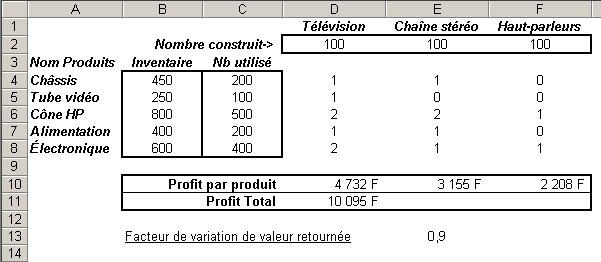 A B C D E F
1 Télévision Chaîne stéréo Haut-parleurs
2 Nombre construit-> 100 100 100
3 Nom Produits Inventaire Nb utilisé
4 Châssis 450 200 1 1 0
5 Tube vidéo 250 100 1 0 0
6 Cône HP 800 500 2 2 1
7 Alimentation 400 200 1 1 0
8 Électronique 600 400 2 1 1
9
10 Profit par produit 4 732 F 3 155 F 2 208 F
11 Profit Total 10 095 F
12
13 Facteur de variation de valeur retournée 0,9
14